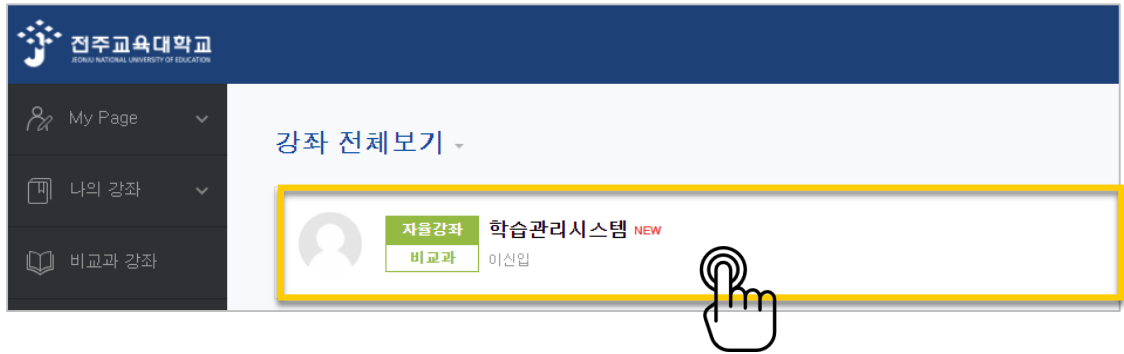 전주교육대학교
JEONJU NATIONAL UNIVERSITY OF EDUCATION
My Page
나의 강좌
비교과 강좌
강좌 전체보기
자율강좌 학습관리시스템 NEW
비교과 이신입